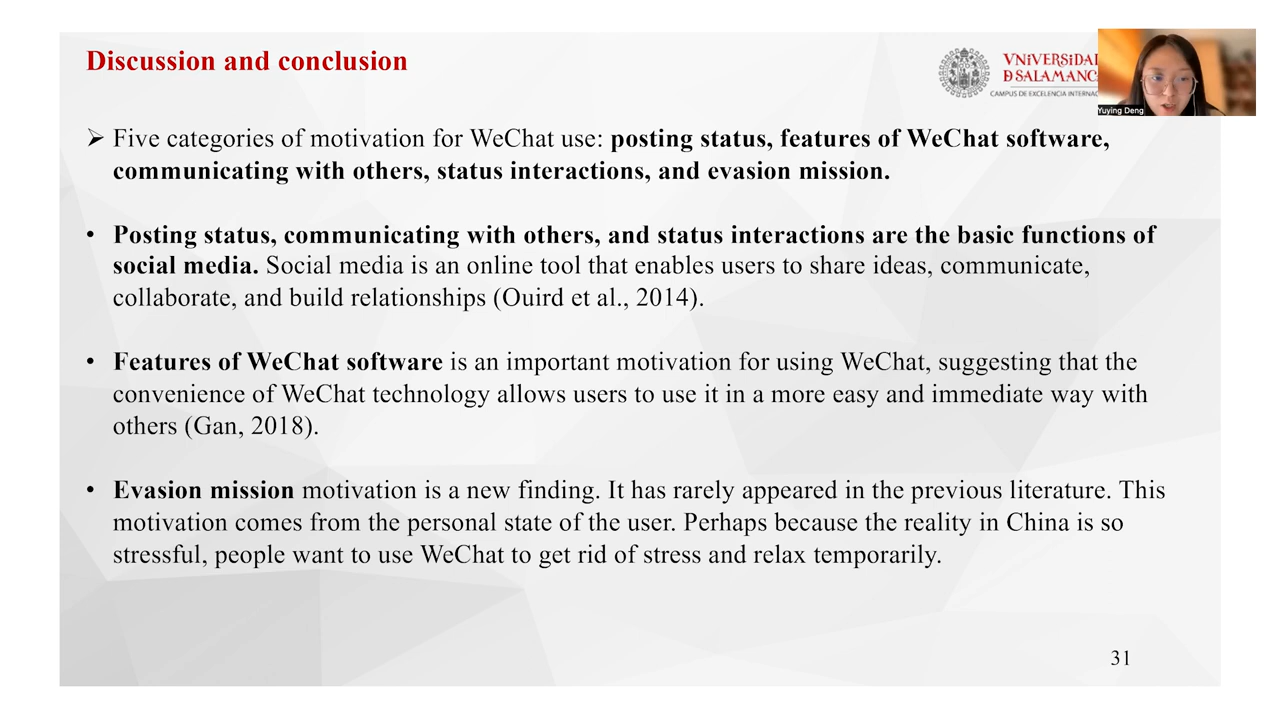 Discussion and conclusion
VNiVERSiDAD
D SALAMANCA
CAMPUS DE EXCELENCIA INTERNAC
Yuying Deng
➢ Five categories of motivation for WeChat use: posting status, features of WeChat software,
communicating with others, status interactions, and evasion mission.
• Posting status, communicating with others, and status interactions are the basic functions of
social media. Social media is an online tool that enables users to share ideas, communicate,
collaborate, and build relationships (Ouird et al., 2014).
• Features of WeChat software is an important motivation for using WeChat, suggesting that the
convenience of WeChat technology allows users to use it in a more easy and immediate way with
others (Gan, 2018).
• Evasion mission motivation is a new finding. It has rarely appeared in the previous literature. This
motivation comes from the personal state of the user. Perhaps because the reality in China is so
stressful, people want to use WeChat to get rid of stress and relax temporarily.
31